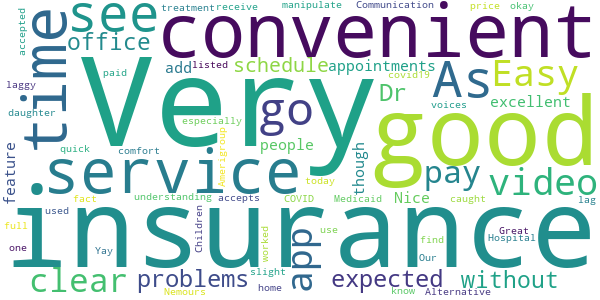 see
treatment
receive
manipulate
Communication
price
okay
accepted
office
convenient
time
laggy
add
listed
schedule
appointments
covid19
As
Easy
paid
daughter
Very
go
Dr
voices
excellent
especially
good
quick
comfort
people
feature
service
Amerigroup
though
pay
video
fact
understanding
accepts
COVID
Medicaid
Nice
caught
lag
today
full
used
Children
insurance
use
Great
one
Yay
worked
find
Our
Hospital
clear
problems
slight
app
expected
without
Nemours
home
know
Alternative